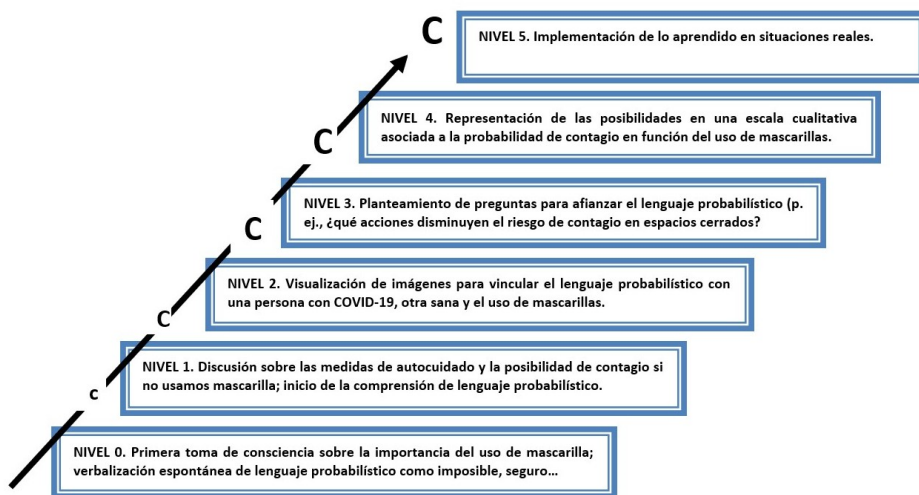 C
NIVEL 5. Implementación de lo aprendido en situaciones reales.
NIVEL 4. Representación de las posibilidades en una escala cualitativa
asociada a la probabilidad de contagio en función del uso de mascarillas.
C
NIVEL 3. Planteamiento de preguntas para afianzar el lenguaje probabilístico (p.
ej., ¿qué acciones disminuyen el riesgo de contagio en espacios cerrados?
C
NIVEL 2. Visualización de imágenes para vincular el lenguaje probabilístico con
una persona con COVID-19, otra sana y el uso de mascarillas.
C
NIVEL 1. Discusión sobre las medidas de autocuidado y la posibilidad de contagio si
no usamos mascarilla; inicio de la comprensión de lenguaje probabilístico.
c
NIVEL 0. Primera toma de consciencia sobre la importancia del uso de mascarilla;
verbalización espontánea de lenguaje probabilístico como imposible, seguro...